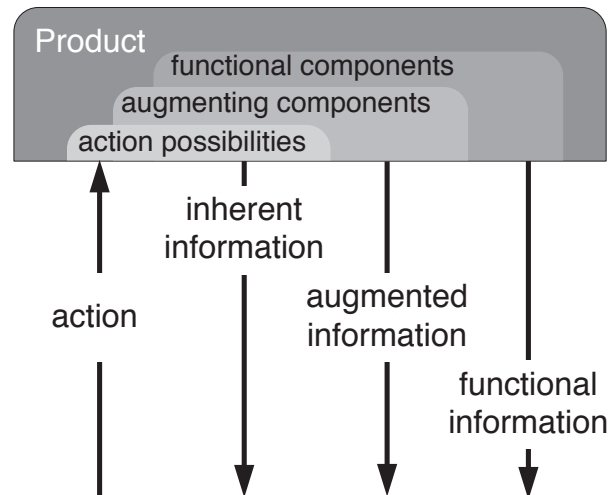 Product
functional components
augmenting components
action possibilities
inherent
information
action
augmented
information
functional
information